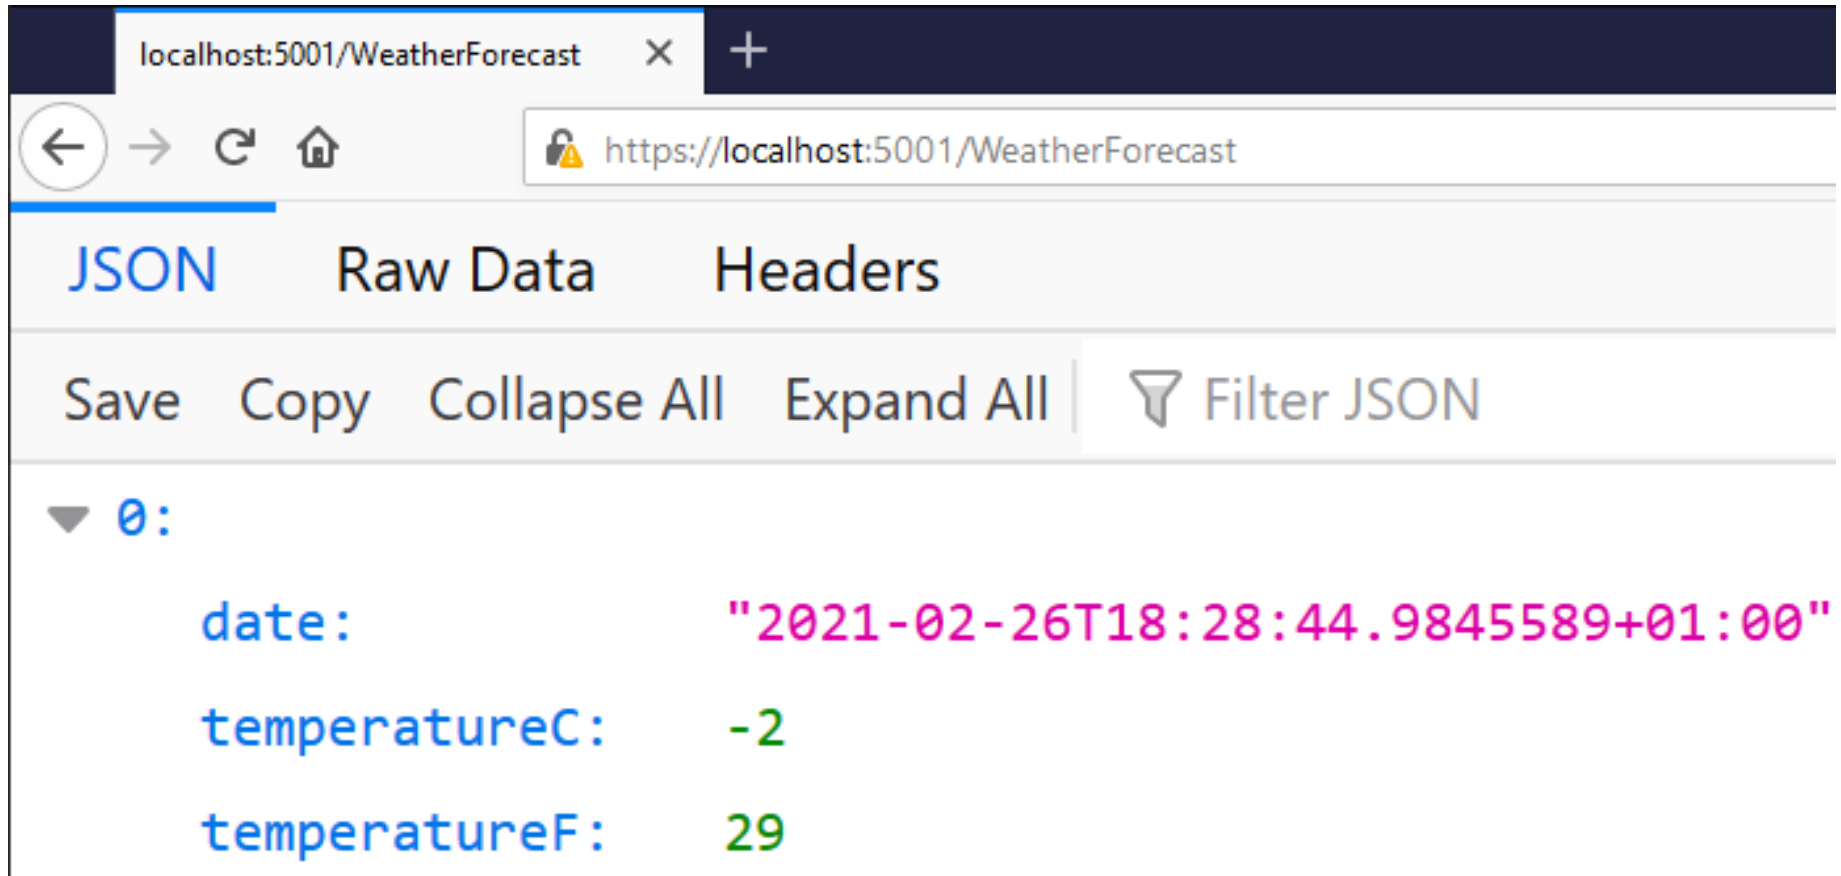 localhost:5001/WeatherForecast
https://localhost:5001/WeatherForecast
JSON Raw Data Headers
Save Copy Collapse All Expand All Filter JSON
0:
date: "2021-02-26T18:28:44.9845589+01:00"
temperatureC: -2
temperatureF: 29